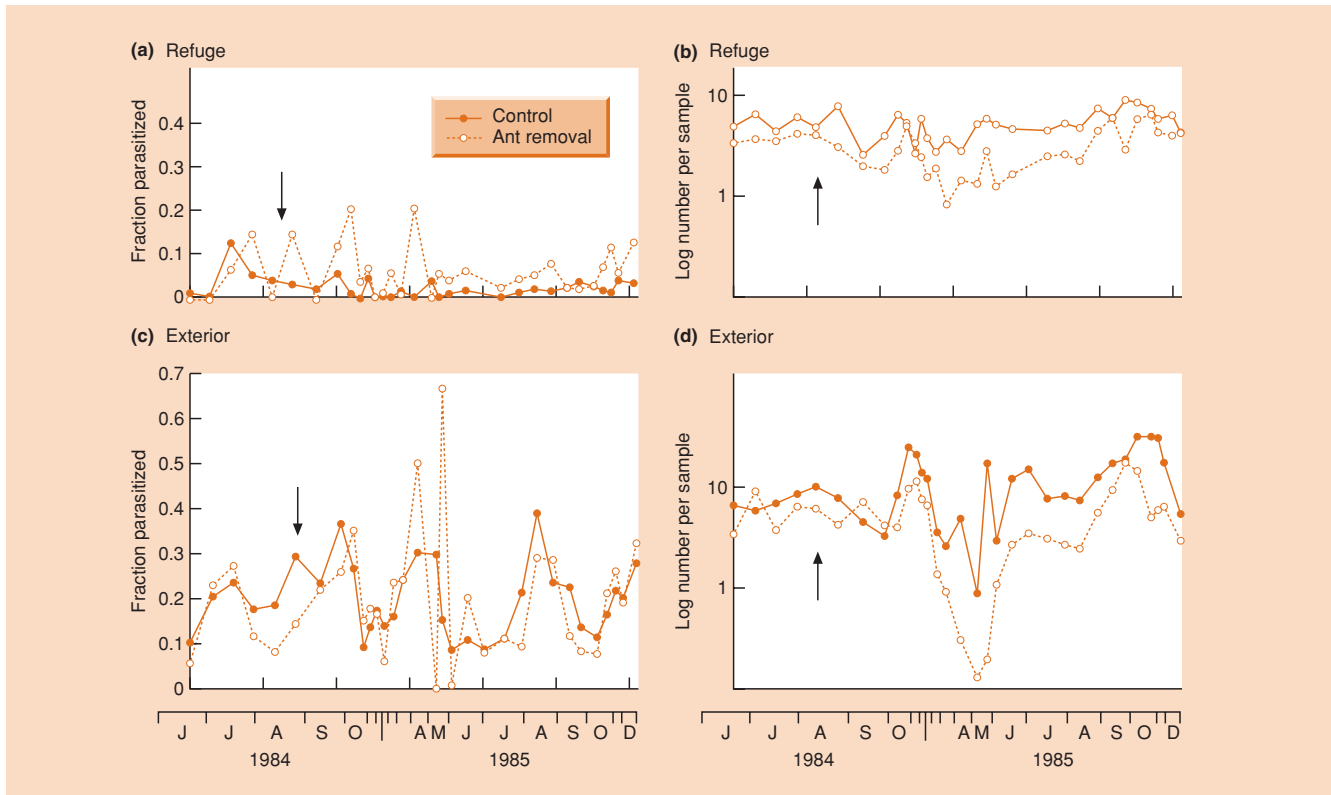 (a) Refuge
Fraction parasitized
0.4
0.3
0.2
0.1
0
Control
Ant removal
(b) Refuge
Log number per sample
10
1
(c) Exterior
Fraction parasitized
0.7
0.6
0.5
0.4
0.3
0.2
0.1
0
J J A S O A M J J A S O D
1984 1985
(d) Exterior
Log number per sample
10
1
J J A S O A M J J A S O D
1984 1985